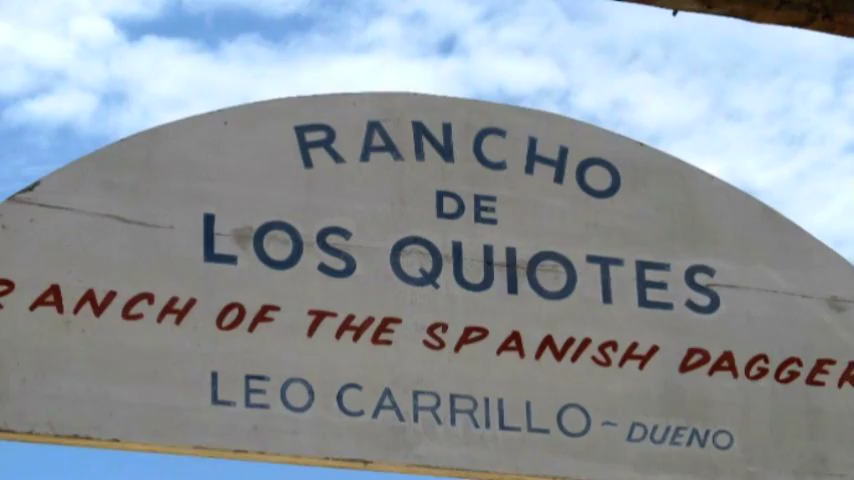 RANCHO
DE
LOS QUIOTES
RANCH OF THE SPANISH DAGGER
LEO CARRILLO ~ DUENO